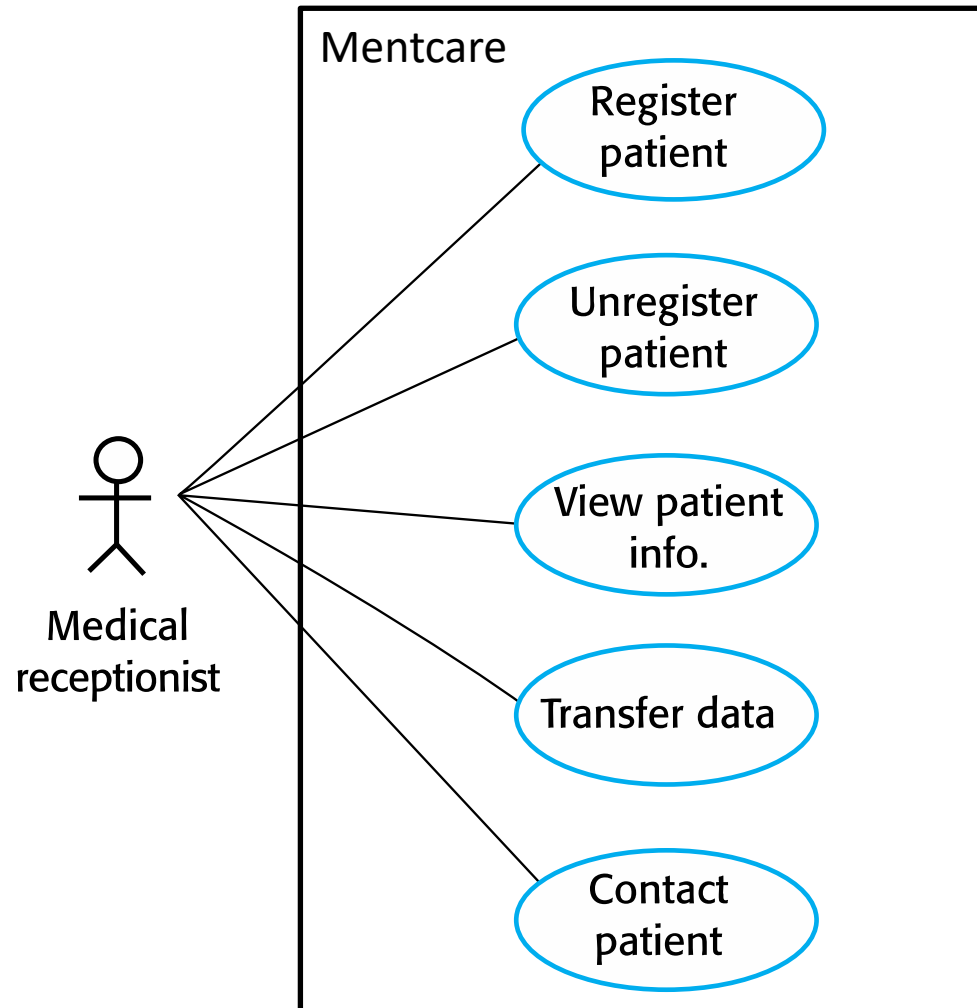 Mentcare
Register
patient
Unregister
patient
View patient
info.
Medical
receptionist
Transfer data
Contact
patient